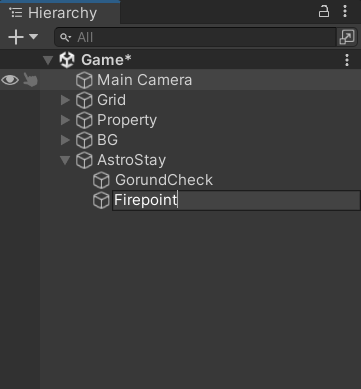 Hierarchy
All
Game*
Main Camera
Grid
Property
BG
AstroStay
GorundCheck
Firepoint